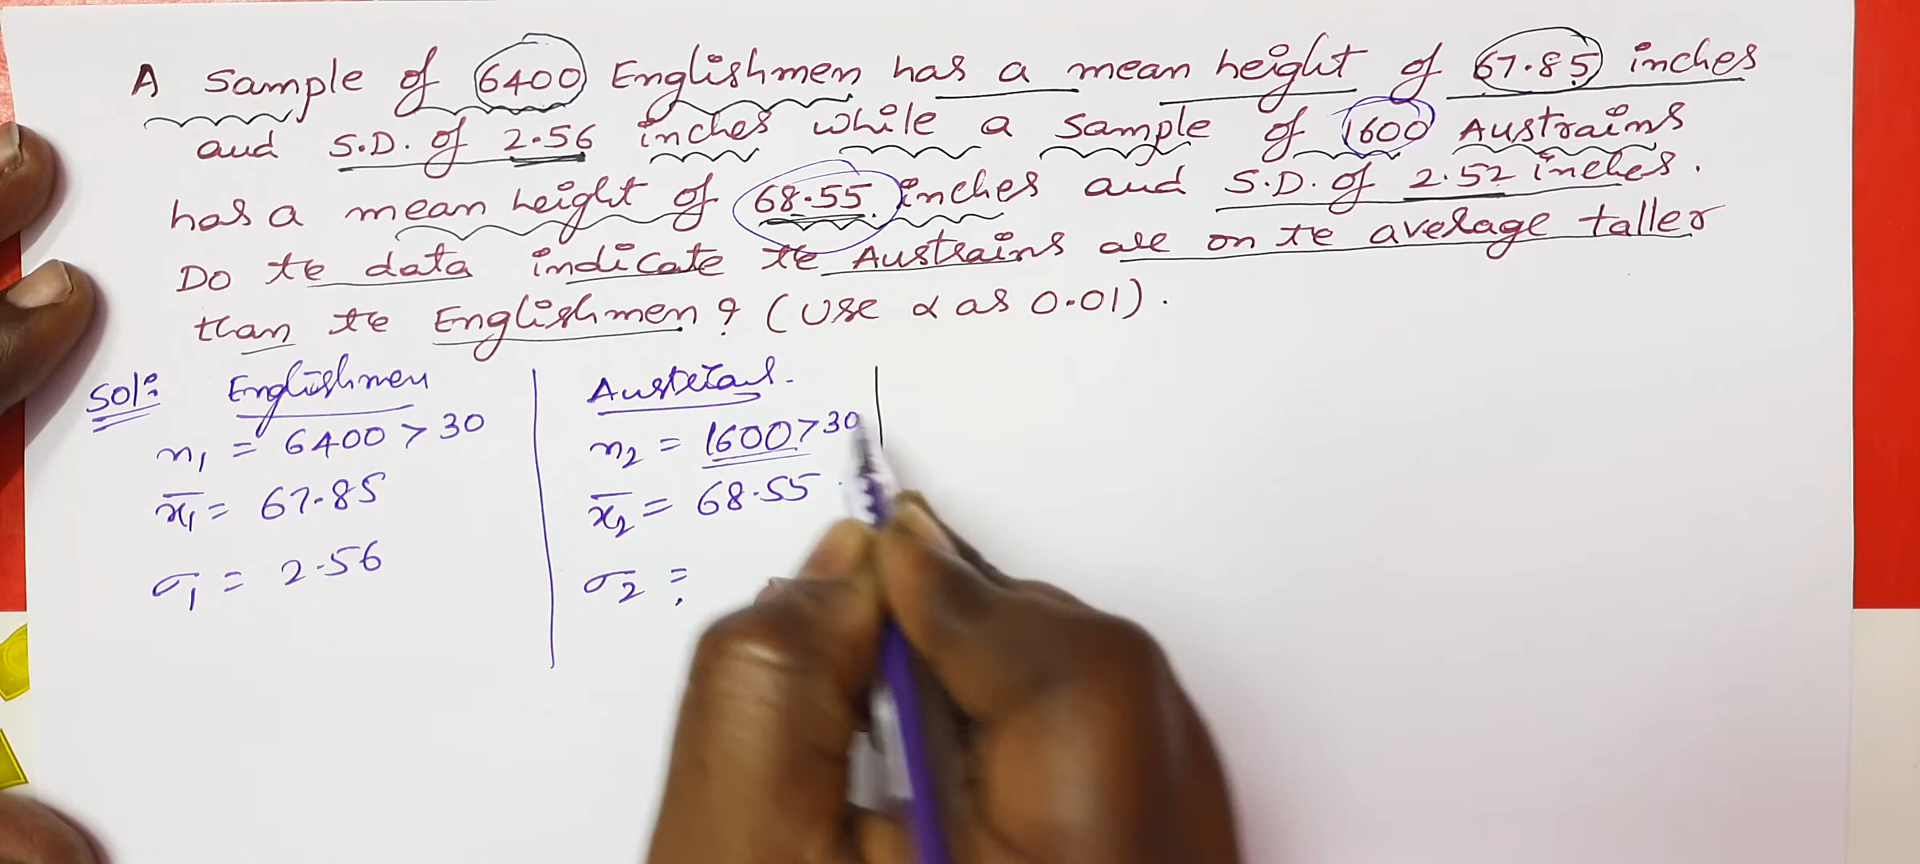 A Sample of 6400 Englishmen has a mean height of 67.85 inches
and S.D. of 2.56 inches while a Sample of 1600 Austrains
has a mean height of 68.55 inches and S.D. of 2.52 inches.
Do te data indicate te Austrains are on te average taller
than te Englishmen? (Use α as 0.01).
Sol: Englishmen
n₁ = 6400 > 30
x̄₁ = 67.85
σ₁ = 2.56
n₂ = 1600 > 30
x̄₂ = 68.55
σ₂ =